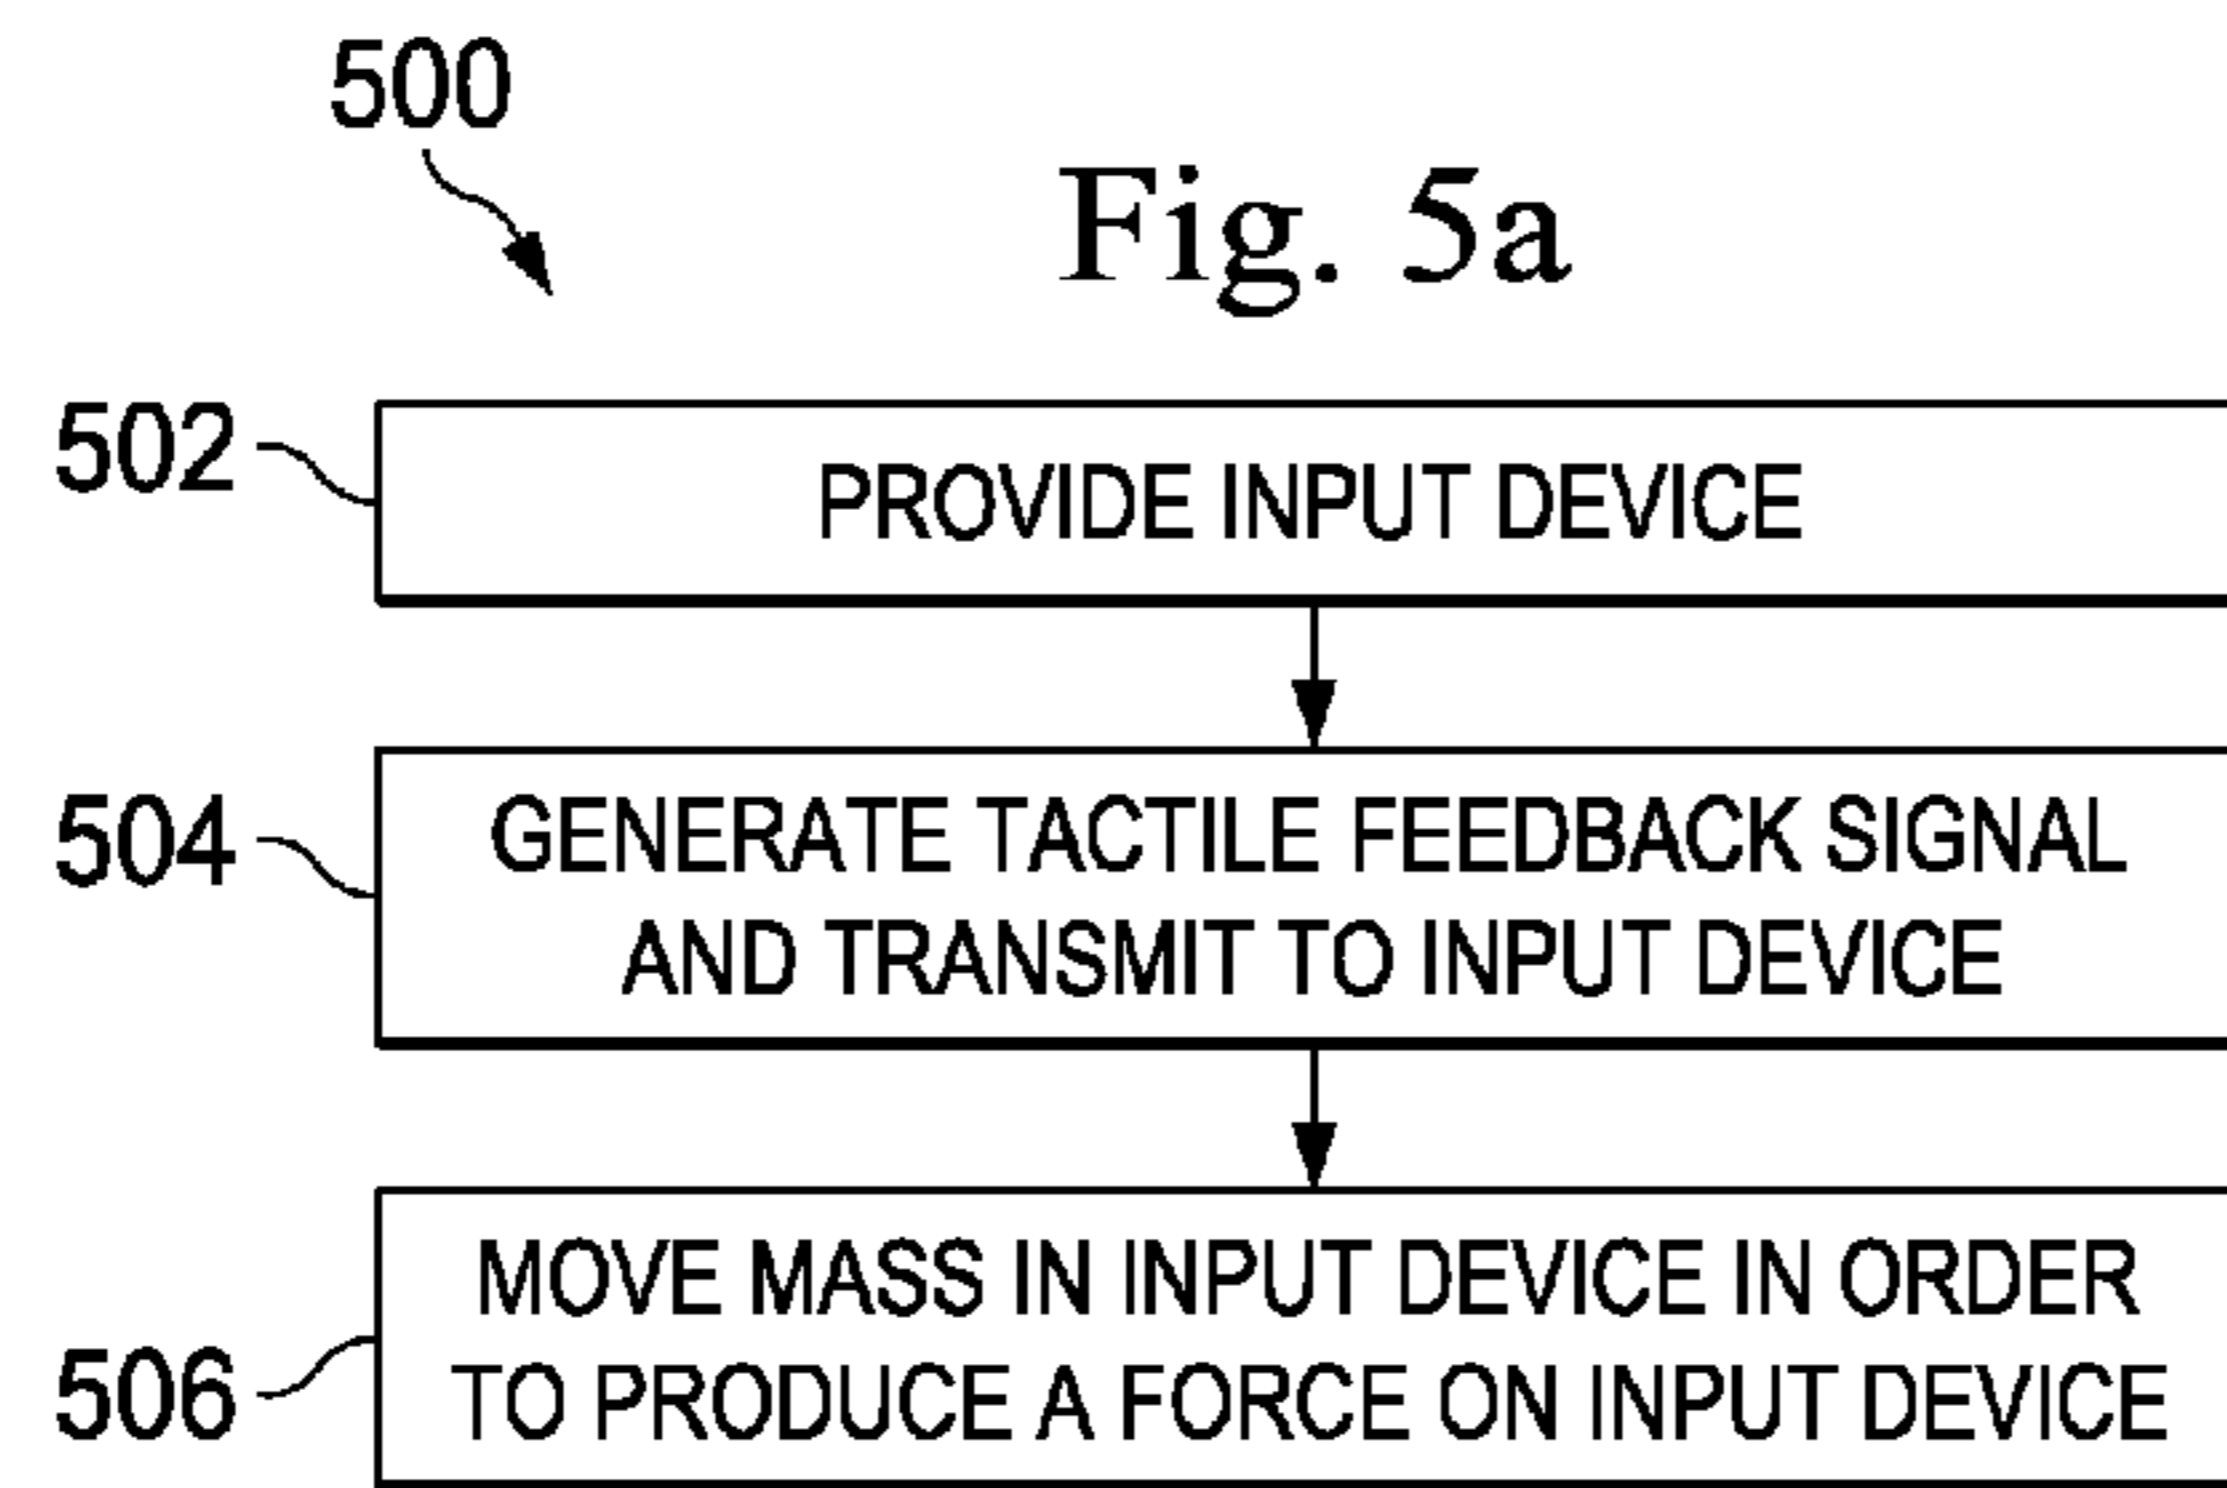 500
Fig. 5a
502
PROVIDE INPUT DEVICE
504
GENERATE TACTILE FEEDBACK SIGNAL
AND TRANSMIT TO INPUT DEVICE
506
MOVE MASS IN INPUT DEVICE IN ORDER
TO PRODUCE A FORCE ON INPUT DEVICE